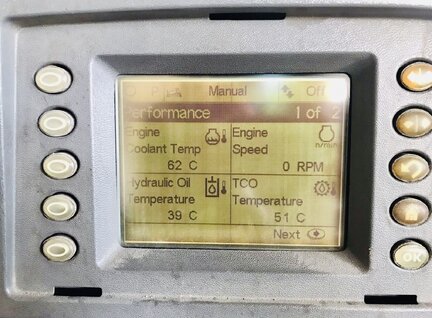 P Manual Off
Performance 1 of 2
Engine Coolant Temp
62 C
Engine Speed
n/min
0 RPM
Hydraulic Oil Temperature
39 C
TCO Temperature
51 C
Next
OK